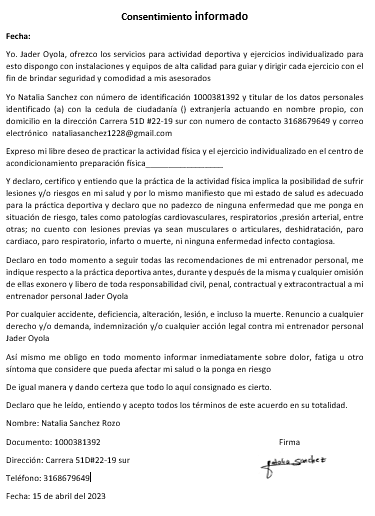 Consentimiento informado
Fecha:
Yo. Jader Oyola, ofrezco los servicios para actividad deportiva y ejercicios individualizado para
esto dispongo con instalaciones y equipos de alta calidad para guiar y dirigir cada ejercicio con el
fin de brindar seguridad y comodidad a mis asesorados
Yo Natalia Sanchez con número de identificación 1000381392 y titular de los datos personales
identificado (a) con la cedula de ciudadanía () extranjería actuando en nombre propio, con
domicilio en la dirección Carrera 51D #22-19 sur con numero de contacto 3168679649 y correo
electrónico nataliasanchez1228@gmail.com
Expreso mi libre deseo de practicar la actividad física y el ejercicio individualizado en el centro de
acondicionamiento preparación física___________________
Y declaro, certifico y entiendo que la práctica de la actividad física implica la posibilidad de sufrir
lesiones y/o riesgos en mi salud y por lo mismo manifiesto que mi estado de salud es adecuado
para la práctica deportiva y declaro que no padezco de ninguna enfermedad que me ponga en
situación de riesgo, tales como patologías cardiovasculares, respiratorios ,presión arterial, entre
otras; no cuento con lesiones previas ya sean musculares o articulares, deshidratación, paro
cardiaco, paro respiratorio, infarto o muerte, ni ninguna enfermedad infecto contagiosa.
Declaro en todo momento a seguir todas las recomendaciones de mi entrenador personal, me
indique respecto a la práctica deportiva antes, durante y después de la misma y cualquier omisión
de ellas exonero y libero de toda responsabilidad civil, penal, contractual y extracontractual a mi
entrenador personal Jader Oyola
Por cualquier accidente, deficiencia, alteración, lesión, e incluso la muerte. Renuncio a cualquier
derecho y/o demanda, indemnización y/o cualquier acción legal contra mi entrenador personal
Jader Oyola
Así mismo me obligo en todo momento informar inmediatamente sobre dolor, fatiga u otro
síntoma que considere que pueda afectar mi salud o la ponga en riesgo
De igual manera y dando certeza que todo lo aquí consignado es cierto.
Declaro que he leído, entiendo y acepto todos los términos de este acuerdo en su totalidad.
Nombre: Natalia Sanchez Rozo
Documento: 1000381392 Firma
Dirección: Carrera 51D#22-19 sur
Natalia Sanchez
Teléfono: 3168679649
Fecha: 15 de abril del 2023